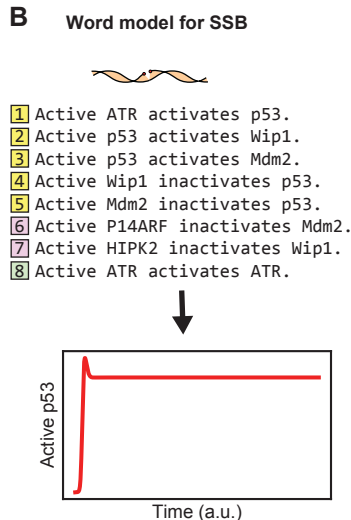 B Word model for SSB
1 Active ATR activates p53.
2 Active p53 activates Wip1.
3 Active p53 activates Mdm2.
4 Active Wip1 inactivates p53.
5 Active Mdm2 inactivates p53.
6 Active P14ARF inactivates Mdm2.
7 Active HIPK2 inactivates Wip1.
8 Active ATR activates ATR.
Active p53
Time (a.u.)